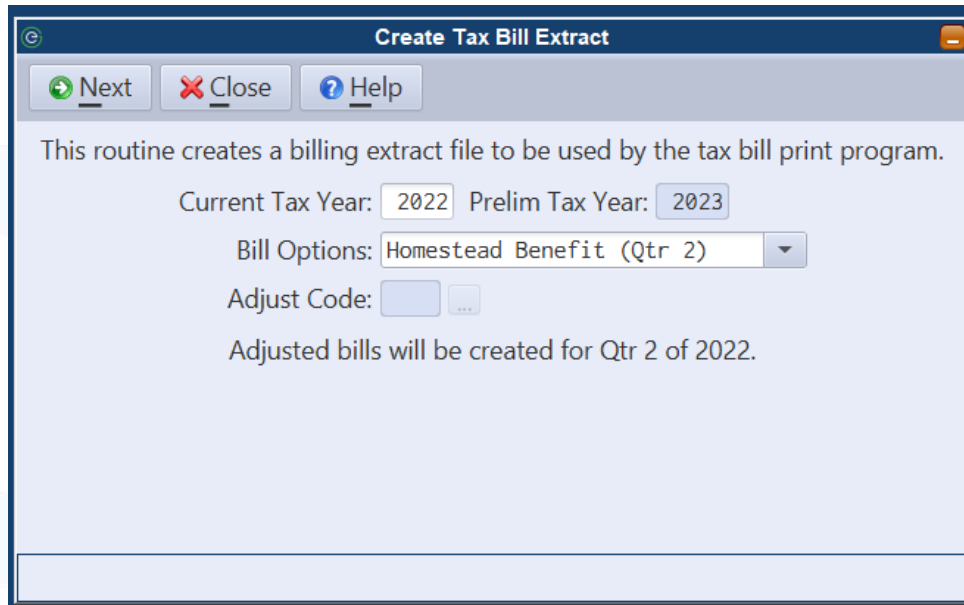 Create Tax Bill Extract
Next Close Help
This routine creates a billing extract file to be used by the tax bill print program.
Current Tax Year: 2022 Prelim Tax Year: 2023
Bill Options: Homestead Benefit (Qtr 2)
Adjust Code: ...
Adjusted bills will be created for Qtr 2 of 2022.